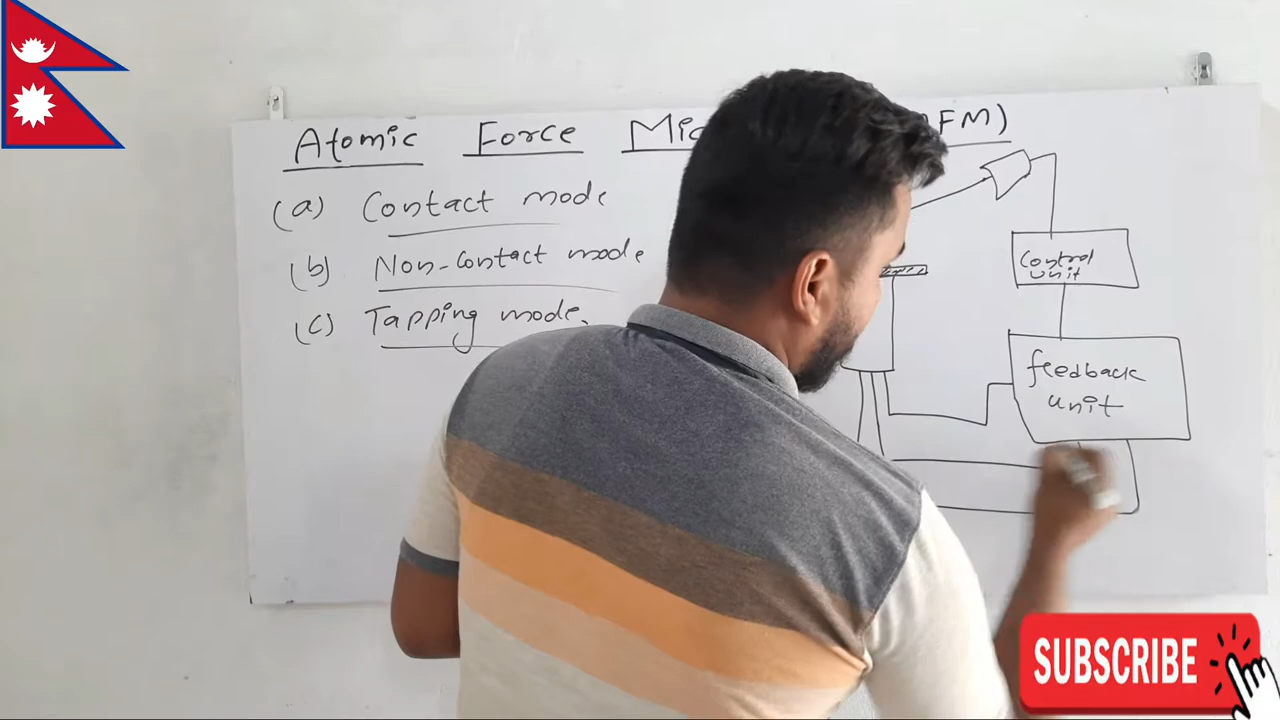 Atomic Force Mic FM)
(a) Contact mode
(b) Non-contact mode
(c) Tapping mode,
Control
unit
feedback
unit
SUBSCRIBE